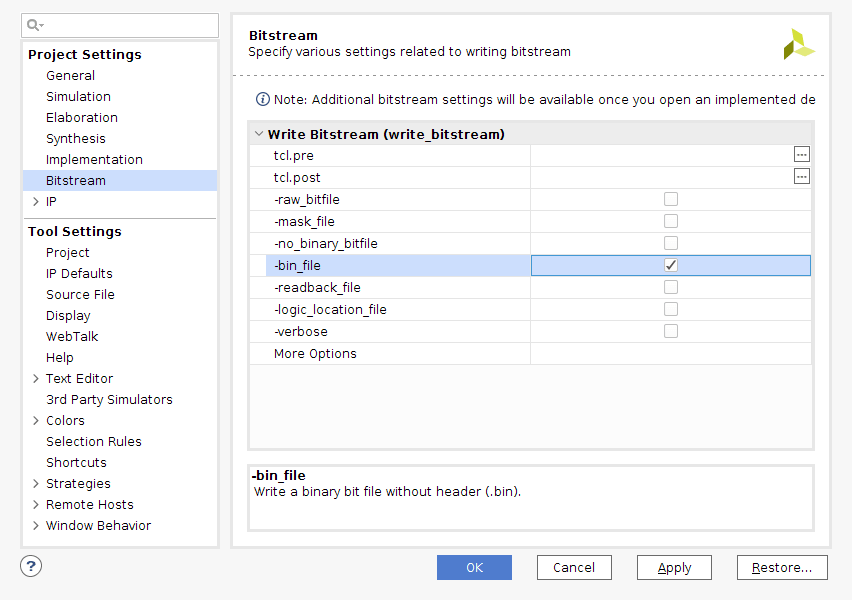 Project Settings
General
Simulation
Elaboration
Synthesis
Implementation
Bitstream
IP
Tool Settings
Project
IP Defaults
Source File
Display
WebTalk
Help
Text Editor
3rd Party Simulators
Colors
Selection Rules
Shortcuts
Strategies
Remote Hosts
Window Behavior
Bitstream
Specify various settings related to writing bitstream
Note: Additional bitstream settings will be available once you open an implemented de
Write Bitstream (write_bitstream)
tcl.pre
...
tcl.post
...
-raw_bitfile
-mask_file
-no_binary_bitfile
-bin_file
-readback_file
-logic_location_file
-verbose
More Options
-bin_file
Write a binary bit file without header (.bin).
?
OK
Cancel
Apply
Restore...